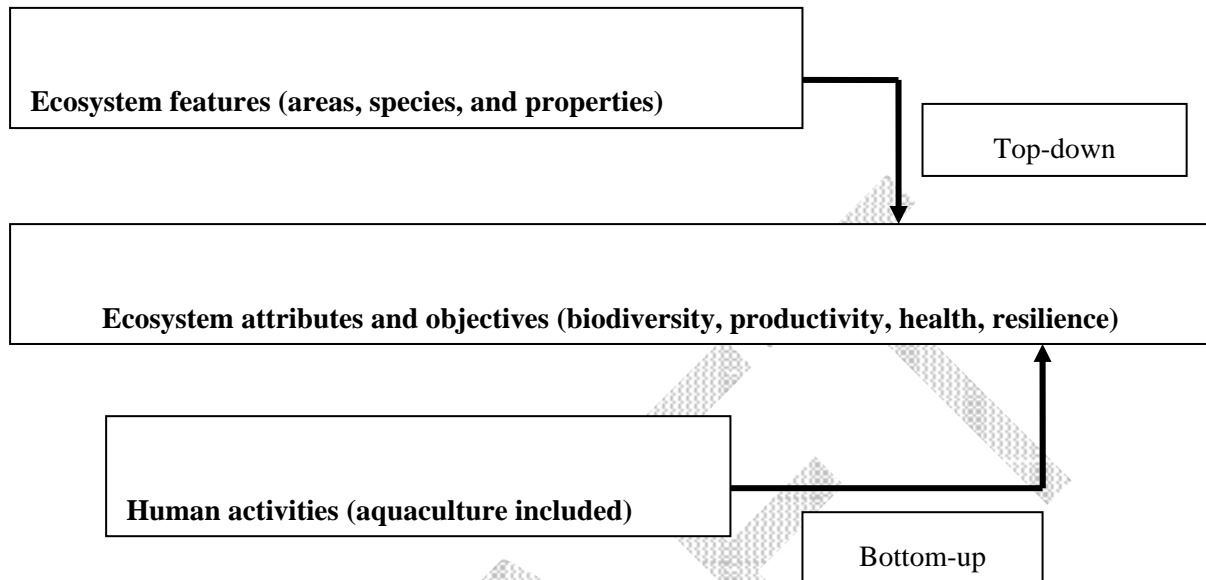 Ecosystem features (areas, species, and properties)
Top-down
Ecosystem attributes and objectives (biodiversity, productivity, health, resilience)
Human activities (aquaculture included)
Bottom-up